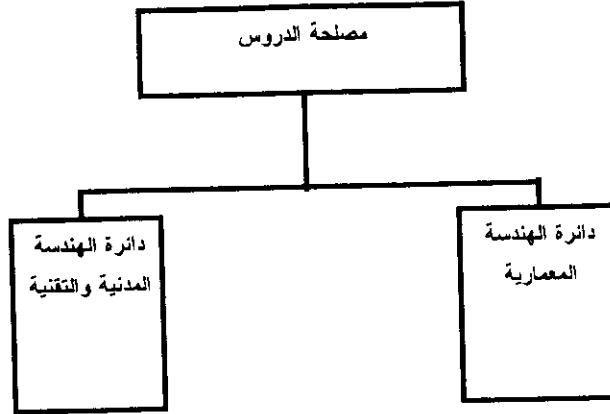 مصلحة الدروس
دائرة الهندسة
المعمارية
دائرة الهندسة
المدنية والتقنية